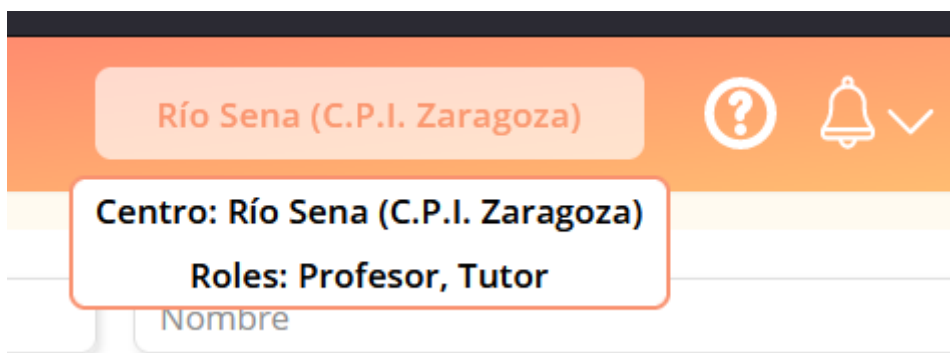 Río Sena (C.P.I. Zaragoza)
Centro: Río Sena (C.P.I. Zaragoza)
Roles: Profesor, Tutor
Nombre